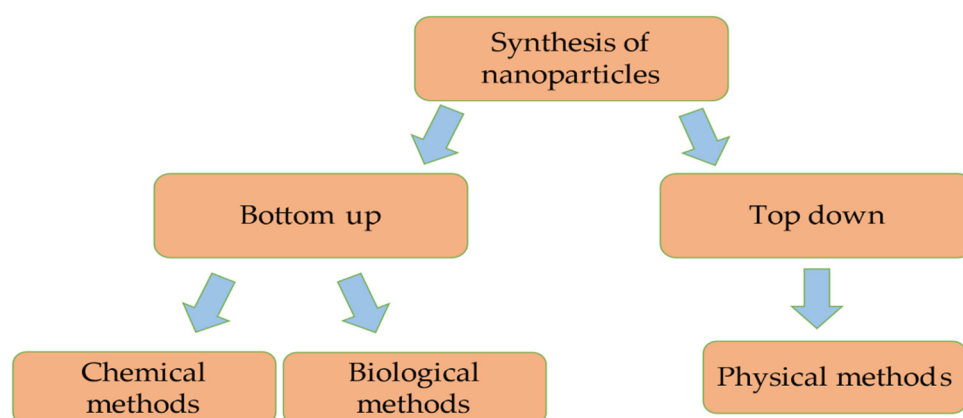 Synthesis of
nanoparticles
Bottom up
Top down
Chemical
methods
Biological
methods
Physical methods